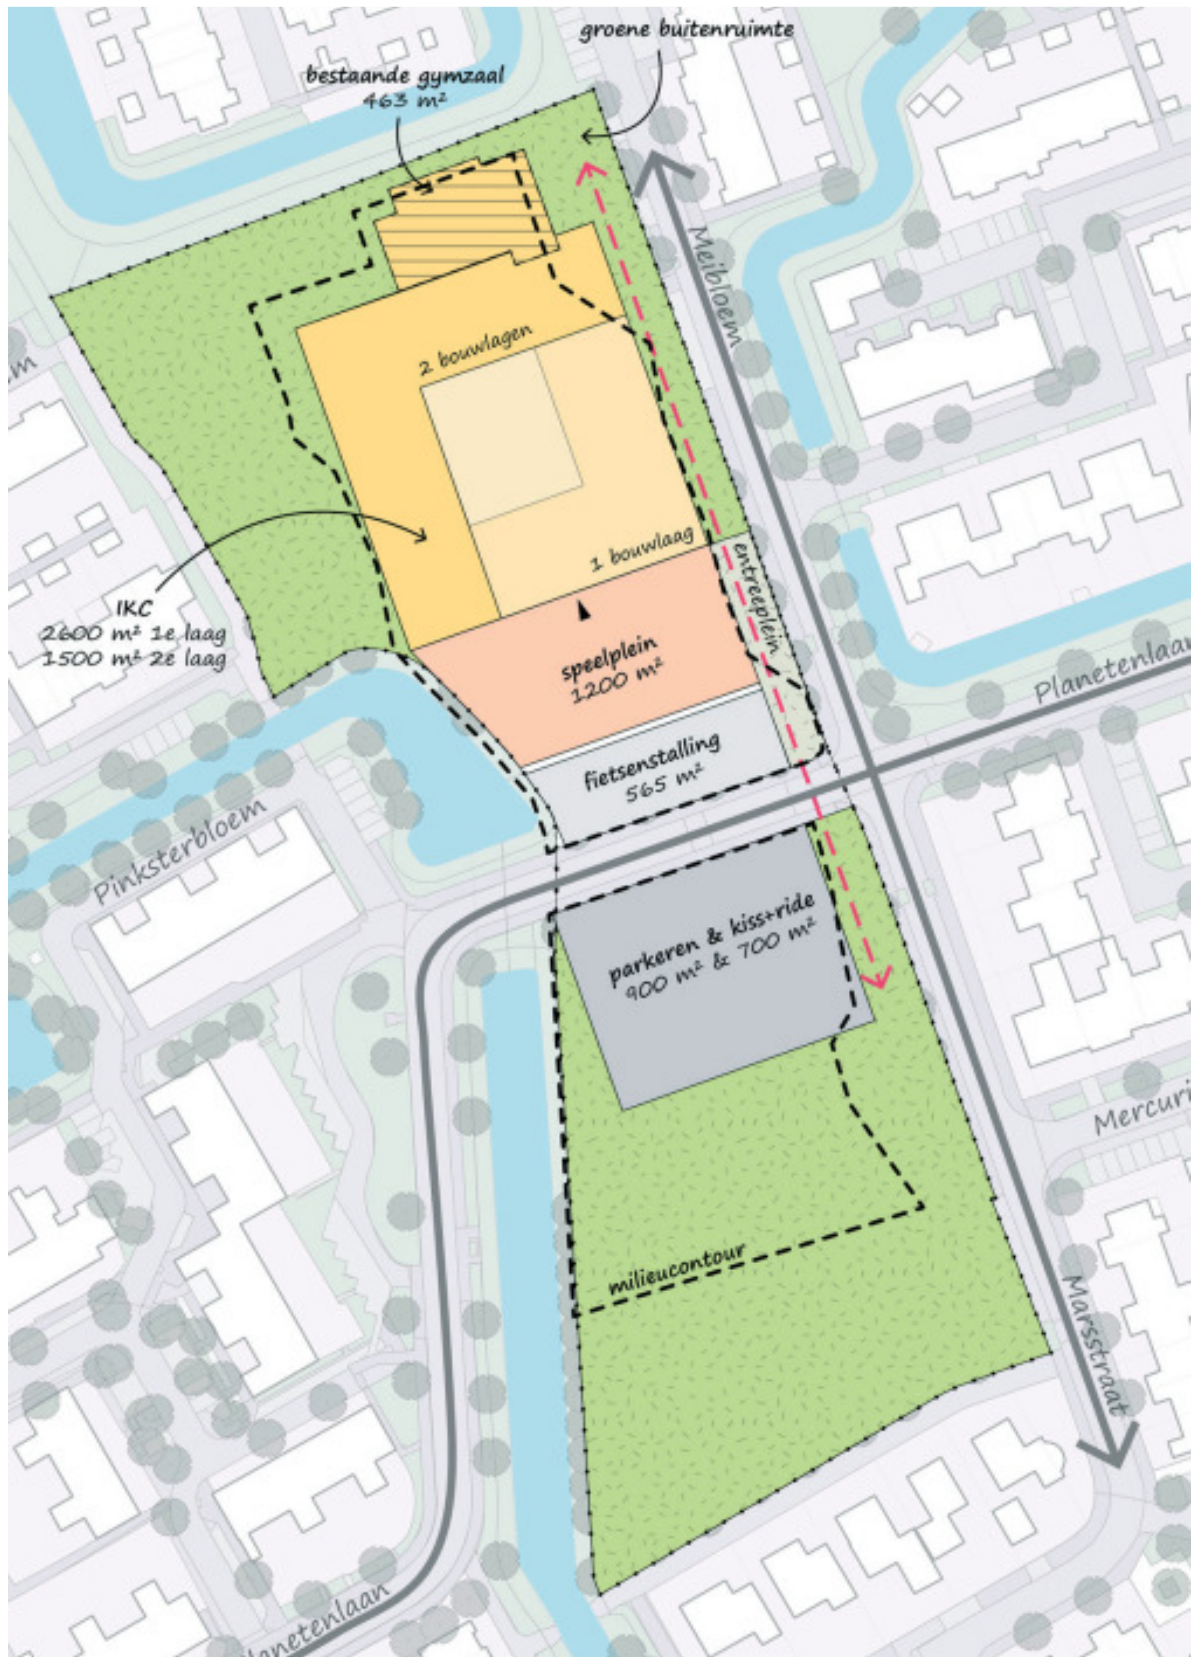 groene buitenruimte
bestaande gymzaal
463 m²
Meibloem
2 bouwlagen
1 bouwlaag
entreeplein
IKC
2600 m² 1e laag
1500 m² 2e laag
speelplein
1200 m²
Planetenlaan
fietsenstalling
565 m²
Pinksterbloem
parkeren & kiss+ride
900 m² & 700 m²
Mercuri
milieucontour
Marsstraat
lanetenlaan